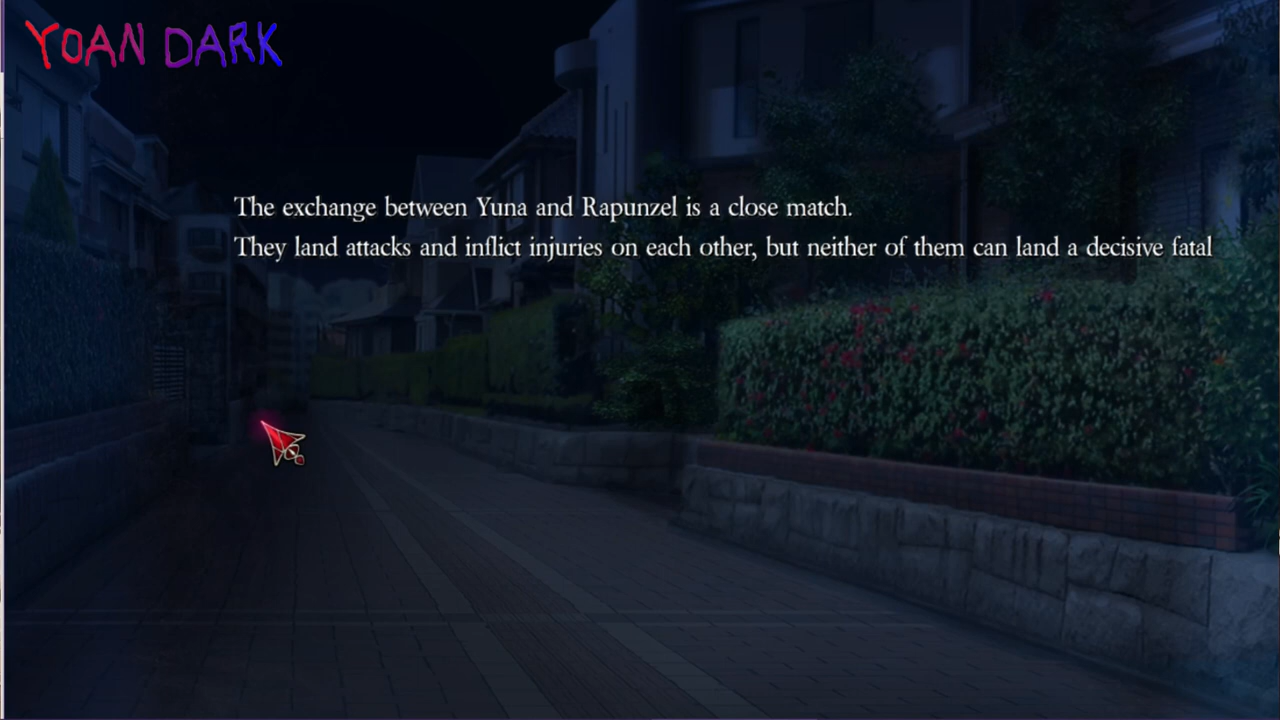 YOAN DARK
The exchange between Yuna and Rapunzel is a close match.
They land attacks and inflict injuries on each other, but neither of them can land a decisive fatal